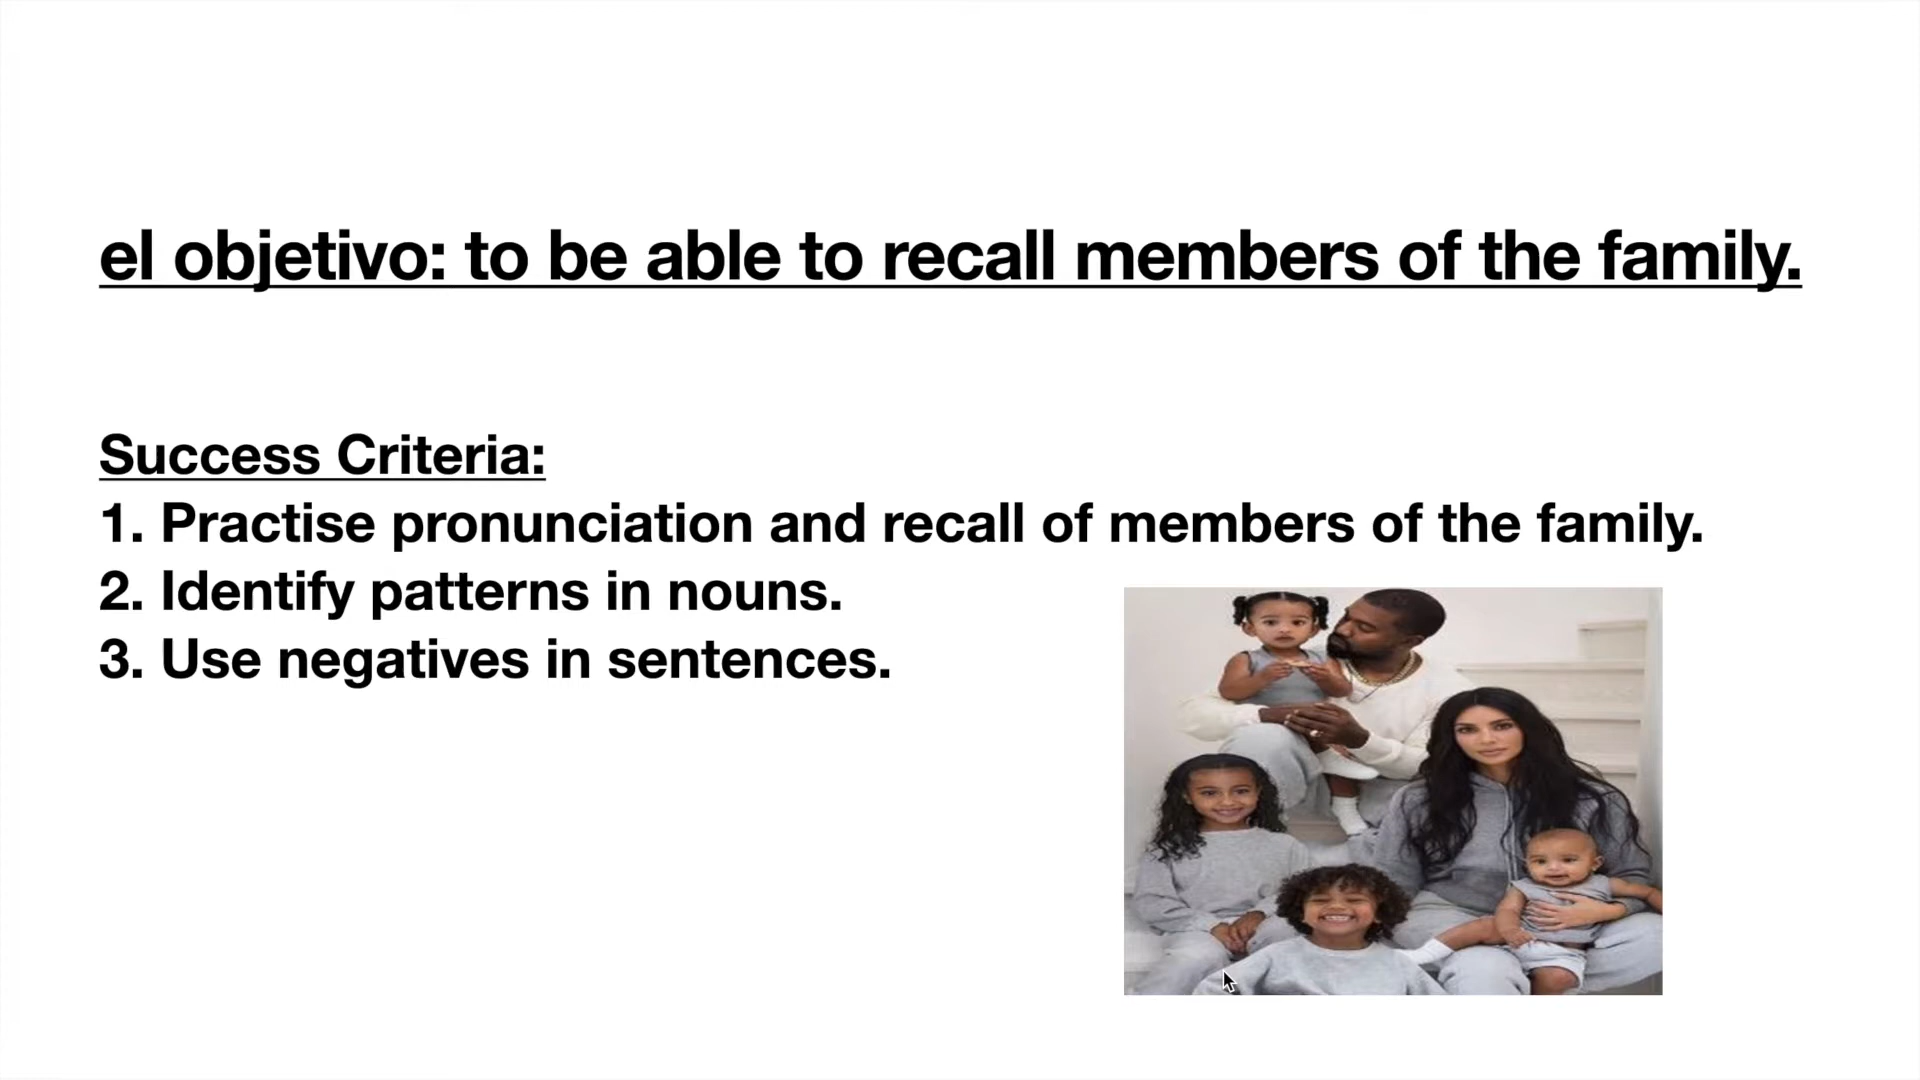 el objetivo: to be able to recall members of the family.
Success Criteria:
1. Practise pronunciation and recall of members of the family.
2. Identify patterns in nouns.
3. Use negatives in sentences.